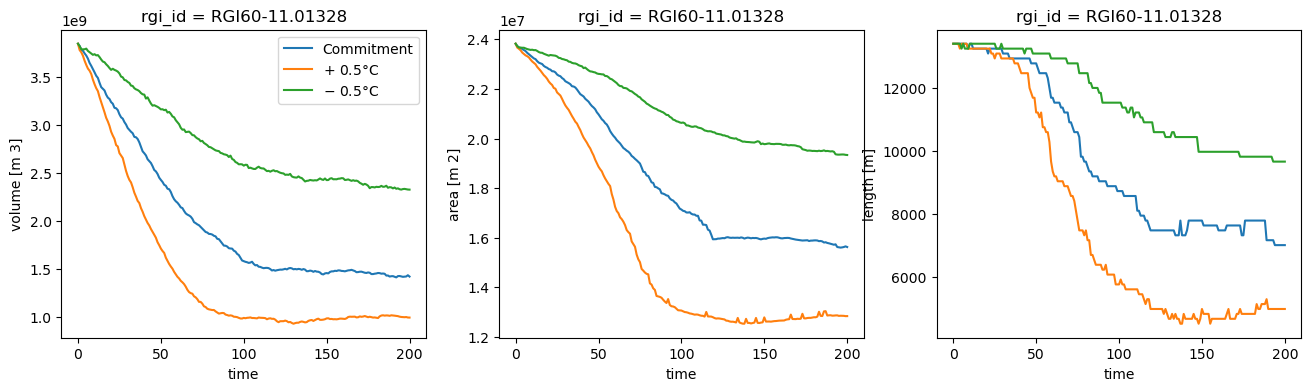 rgi_id = RGI60-11.01328
1e9
volume [m 3]
3.5
3.0
2.5
2.0
1.5
1.0
0
50
100
150
200
time
Commitment
+ 0.5°C
− 0.5°C
rgi_id = RGI60-11.01328
1e7
area [m 2]
2.4
2.2
2.0
1.8
1.6
1.4
1.2
0
50
100
150
200
time
rgi_id = RGI60-11.01328
length [m]
12000
10000
8000
6000
0
50
100
150
200
time